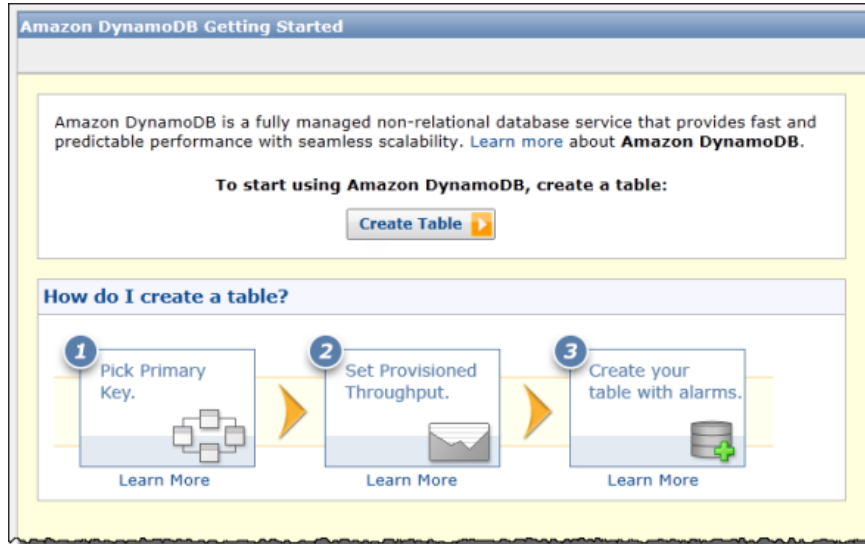 Amazon DynamoDB Getting Started
Amazon DynamoDB is a fully managed non-relational database service that provides fast and
predictable performance with seamless scalability. Learn more about Amazon DynamoDB.
To start using Amazon DynamoDB, create a table:
Create Table
How do I create a table?
1
Pick Primary
Key.
Learn More
2
Set Provisioned
Throughput.
Learn More
3
Create your
table with alarms.
Learn More